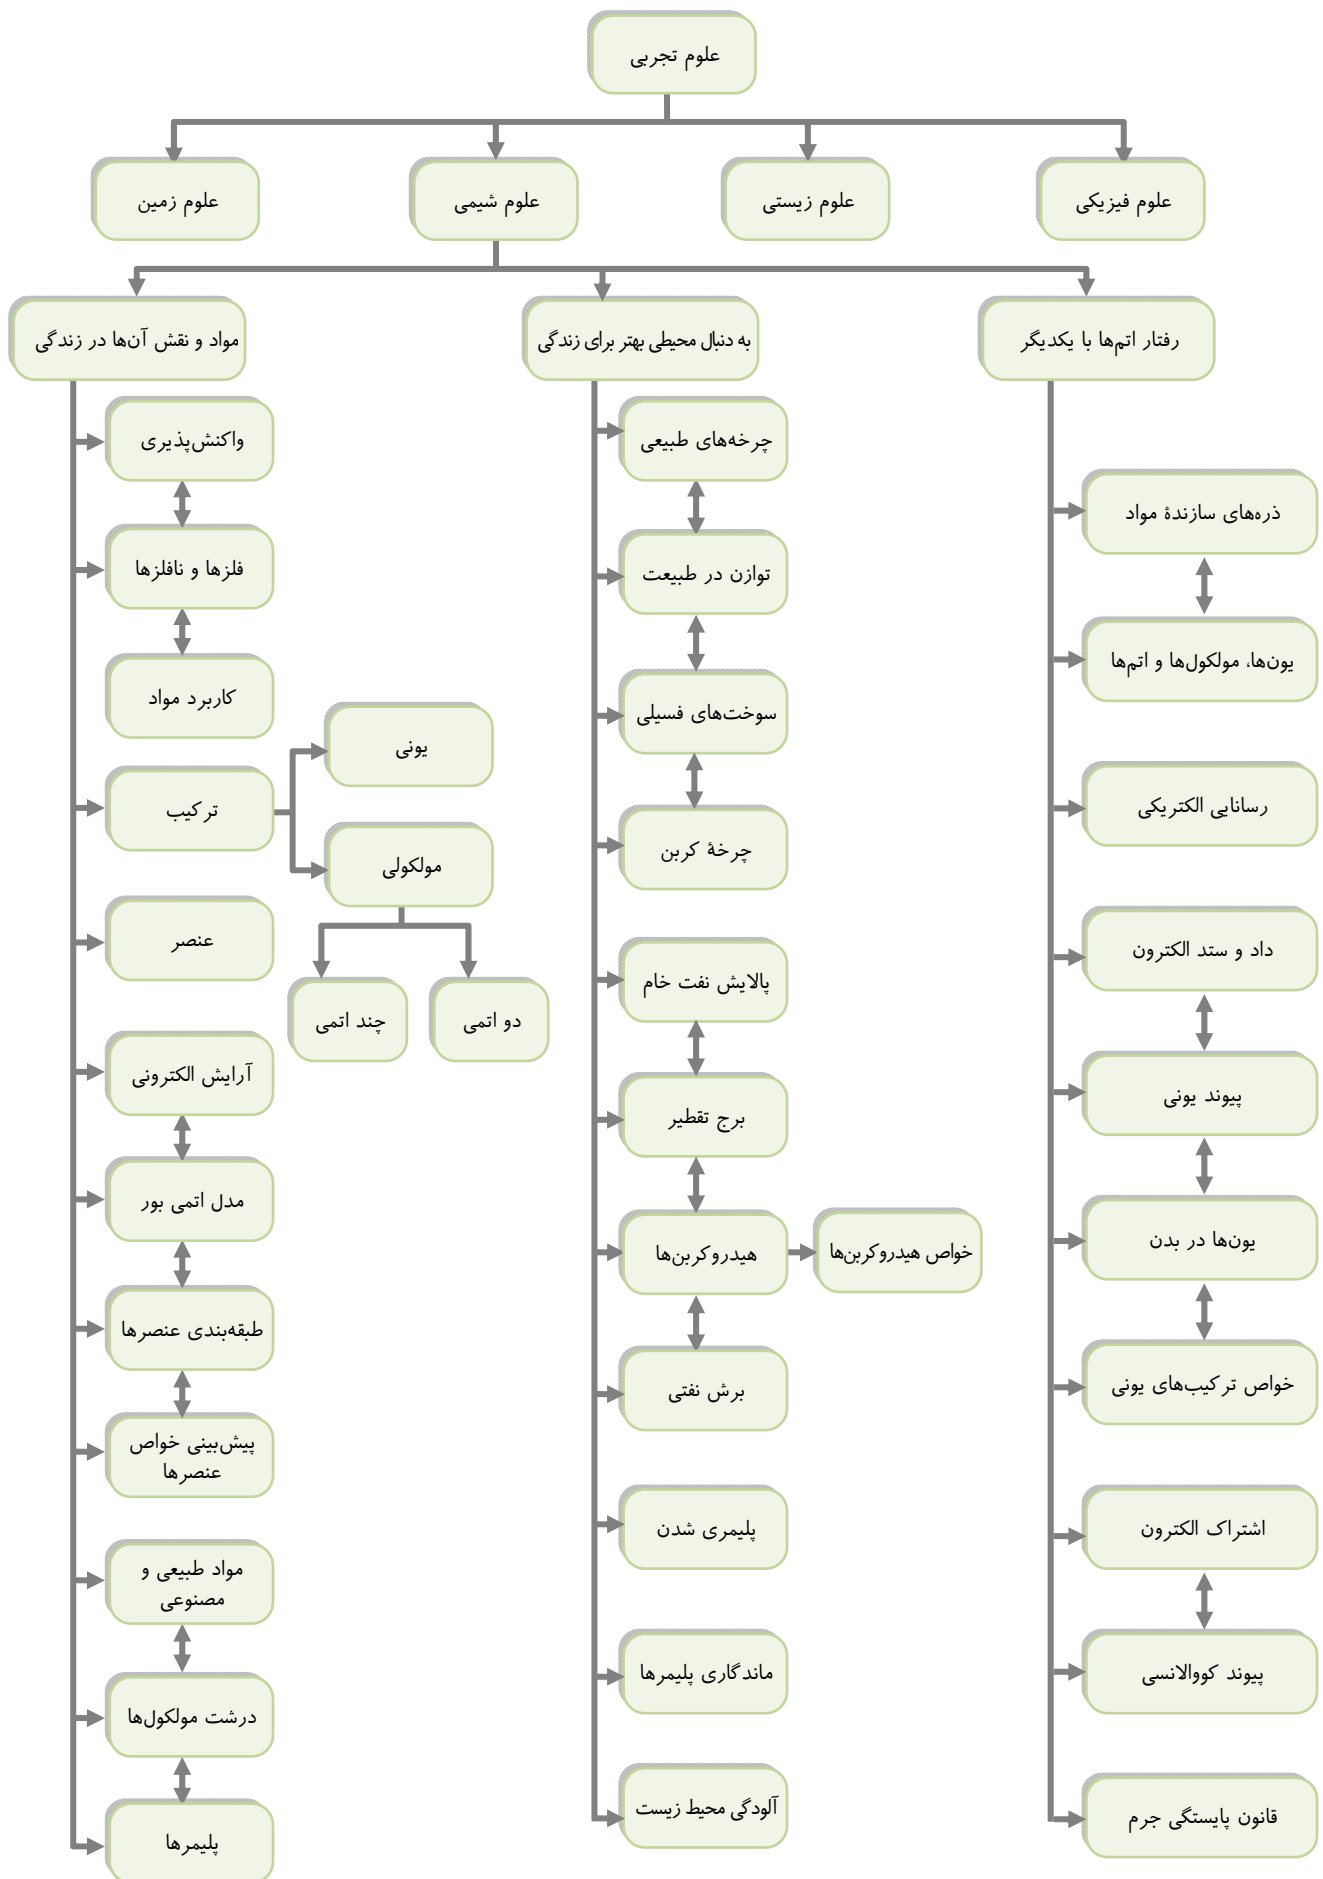 علوم تجربی
علوم فیزیکی
علوم زیستی
علوم شیمی
علوم زمین
رفتار اتم‌ها با یکدیگر
ذره‌های سازندهٔ مواد
یون‌ها، مولکول‌ها و اتم‌ها
رسانایی الکتریکی
داد و ستد الکترون
پیوند یونی
یون‌ها در بدن
خواص ترکیب‌های یونی
اشتراک الکترون
پیوند کووالانسی
قانون پایستگی جرم
به دنبال محیطی بهتر برای زندگی
چرخه‌های طبیعی
توازن در طبیعت
سوخت‌های فسیلی
چرخهٔ کربن
پالایش نفت خام
برج تقطیر
هیدروکربن‌ها
خواص هیدروکربن‌ها
برش نفتی
پلیمری شدن
ماندگاری پلیمرها
آلودگی محیط زیست
مواد و نقش آن‌ها در زندگی
واکنش‌پذیری
فلزها و نافلزها
کاربرد مواد
ترکیب
یونی
مولکولی
دو اتمی
چند اتمی
عنصر
آرایش الکترونی
مدل اتمی بور
طبقه‌بندی عنصرها
پیش‌بینی خواص
عنصرها
مواد طبیعی و
مصنوعی
درشت مولکول‌ها
پلیمرها